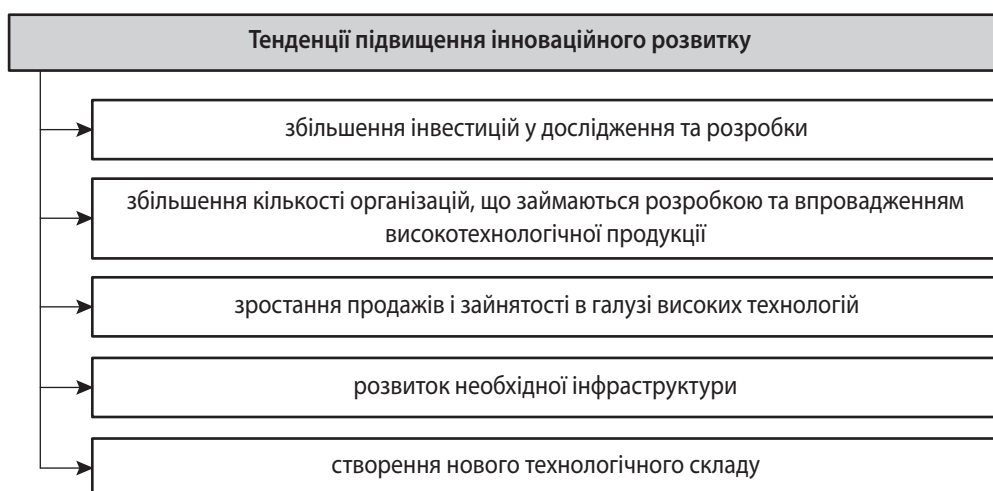 Тенденції підвищення інноваційного розвитку
збільшення інвестицій у дослідження та розробки
збільшення кількості організацій, що займаються розробкою та впровадженням
високотехнологічної продукції
зростання продажів і зайнятості в галузі високих технологій
розвиток необхідної інфраструктури
створення нового технологічного складу